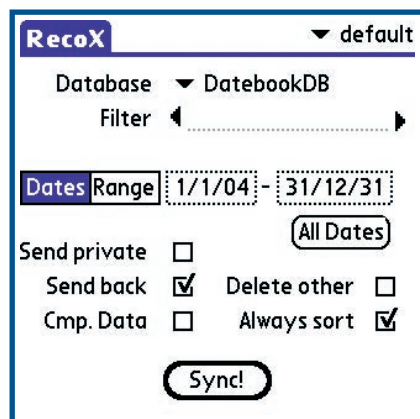 RecoX default
Database DatebookDB
Filter
Dates Range 1/1/04 - 31/12/31
All Dates
Send private
Send back Delete other
Cmp. Data Always sort
Sync!